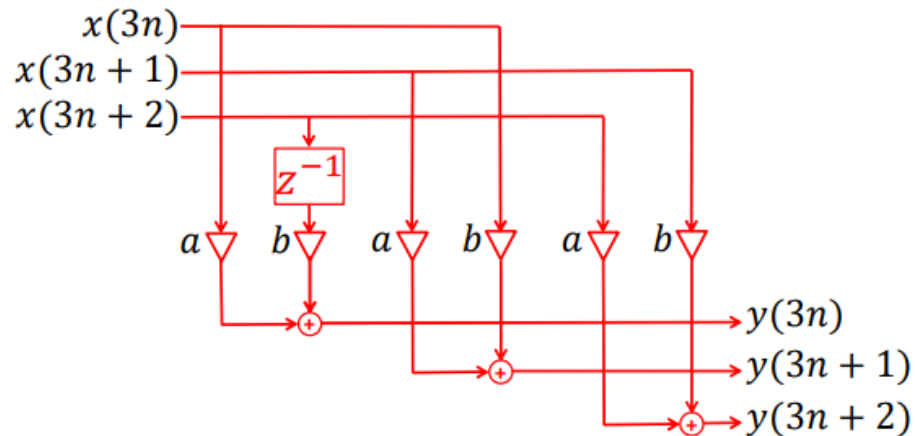 x(3n)
x(3n + 1)
x(3n + 2)
z⁻¹
a b a b a b
+ y(3n)
+ y(3n + 1)
+ y(3n + 2)